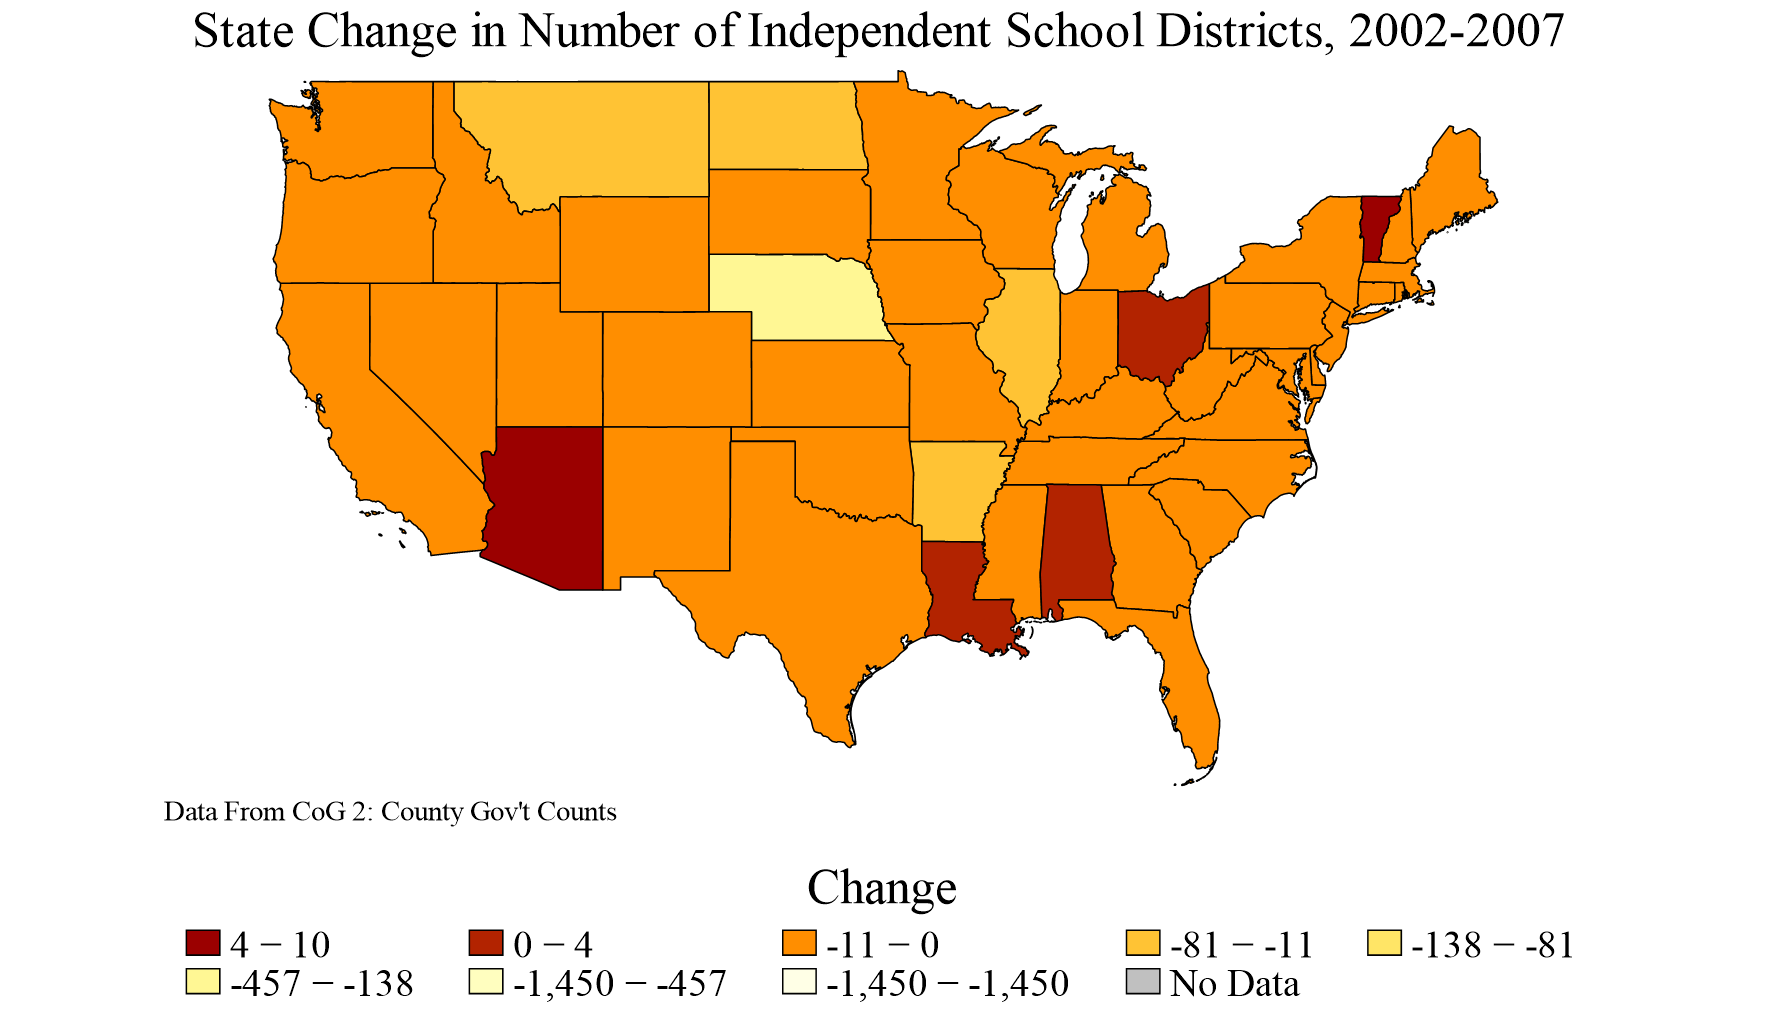 State Change in Number of Independent School Districts, 2002-2007
Data From CoG 2: County Gov't Counts
Change
4 − 10
0 − 4
-11 − 0
-81 − -11
-138 − -81
-457 − -138
-1,450 − -457
-1,450 − -1,450
No Data